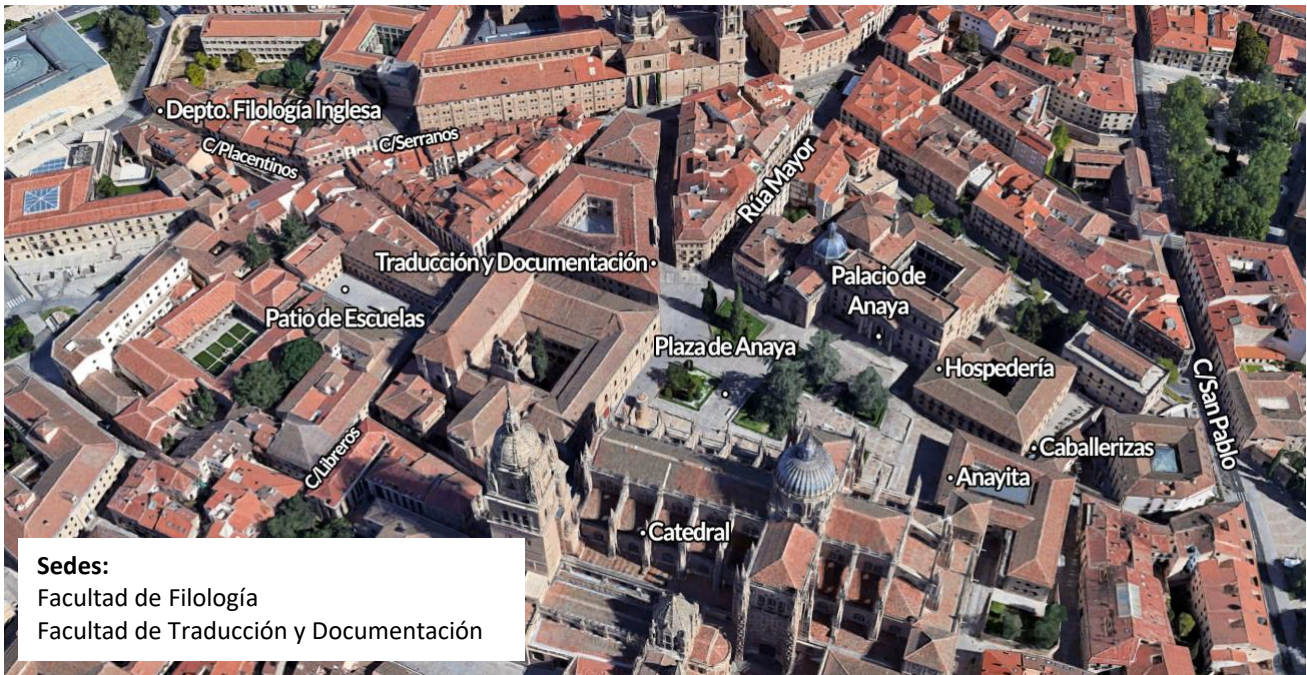 Depto. Filología Inglesa
C/Placentinos
C/Serranos
Rúa Mayor
Traducción y Documentación
Palacio de
Anaya
Patio de Escuelas
Plaza de Anaya
Hospedería
C/San Pablo
C/Libreros
Caballerizas
Anayita
Catedral
Sedes:
Facultad de Filología
Facultad de Traducción y Documentación